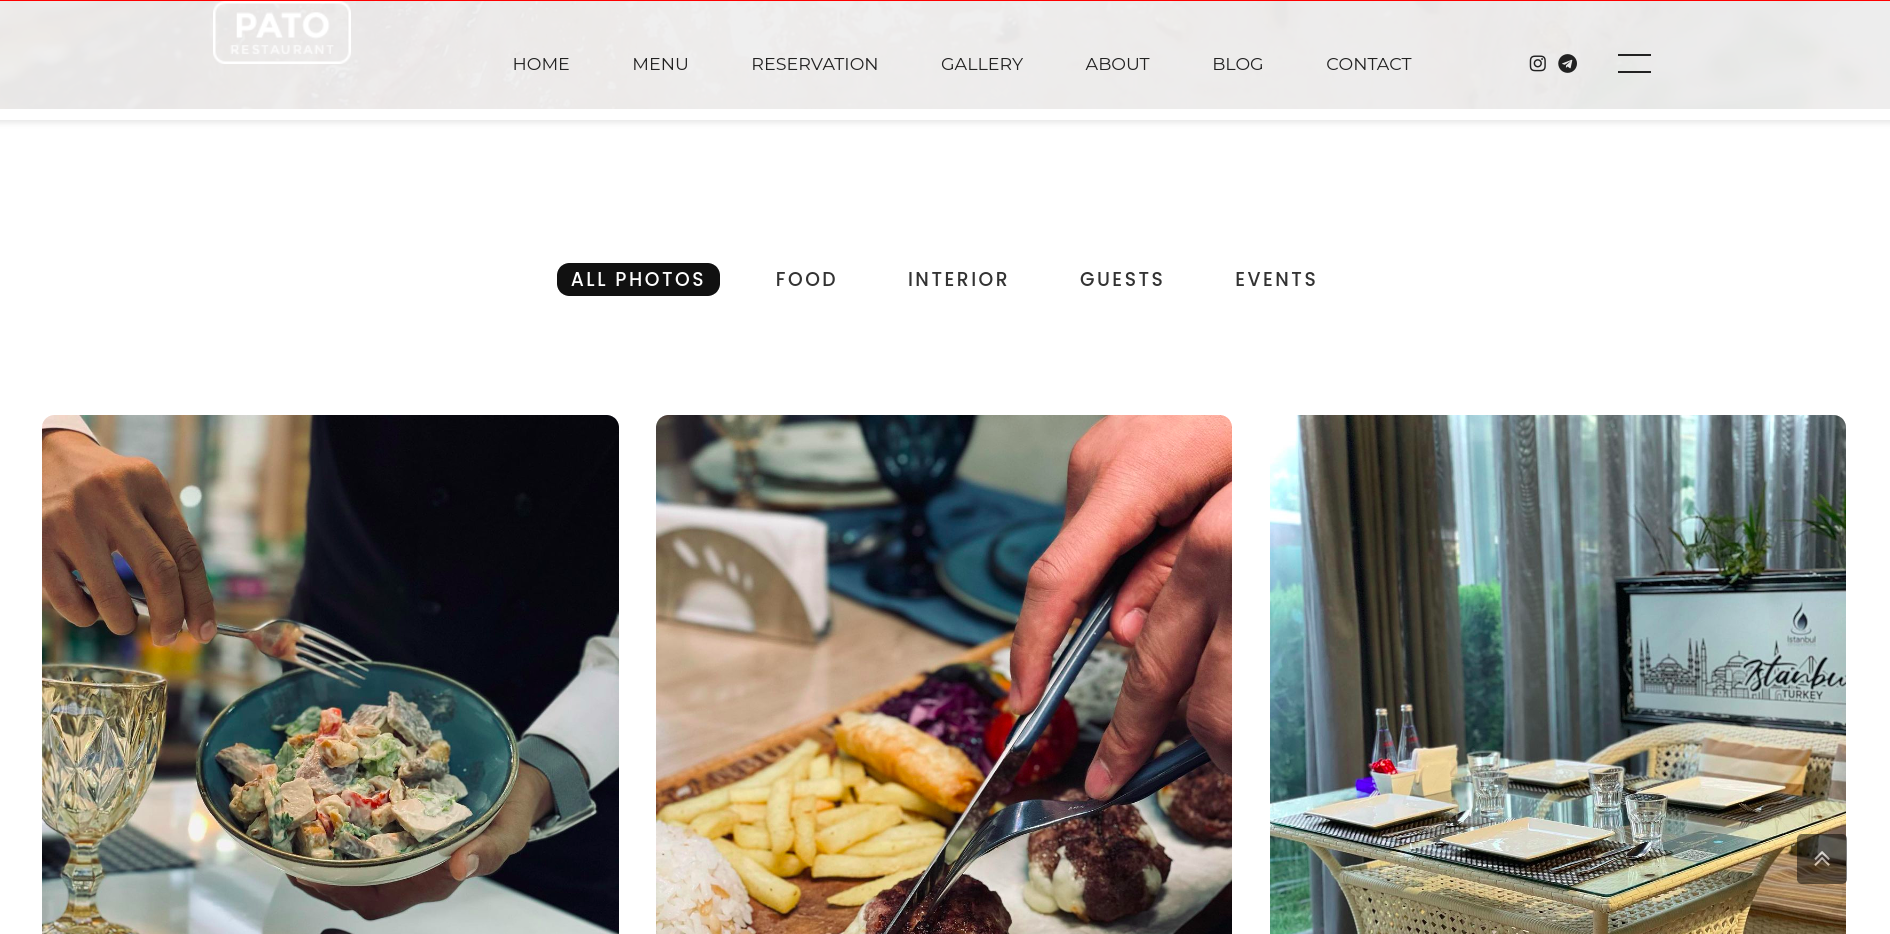 PATO
RESTAURANT
HOME MENU RESERVATION GALLERY ABOUT BLOG CONTACT
ALL PHOTOS FOOD INTERIOR GUESTS EVENTS
Istanbul
Istanbu
TURKEY